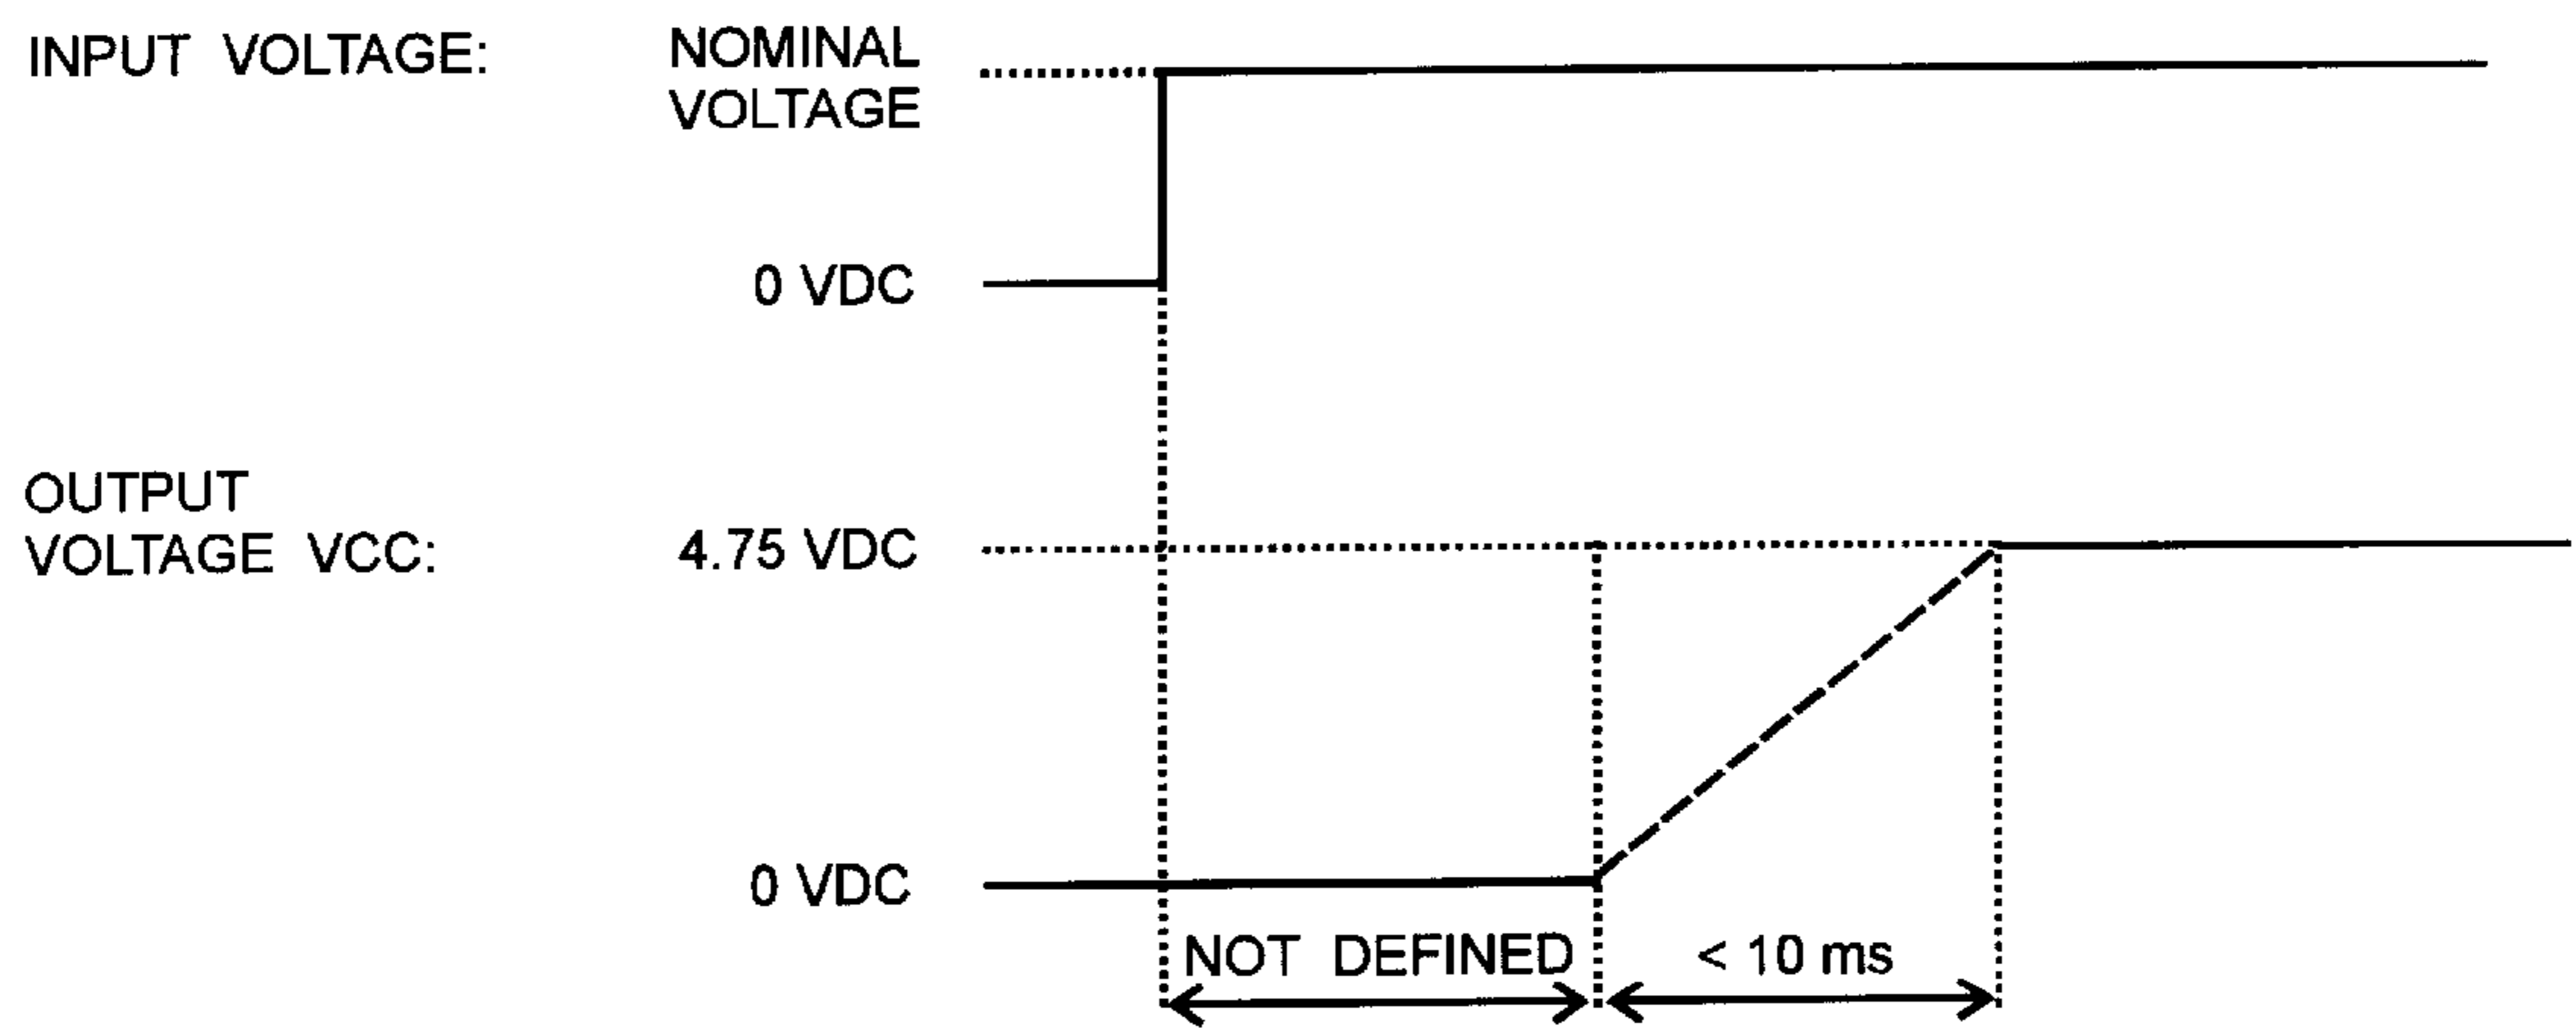 INPUT VOLTAGE:
NOMINAL
VOLTAGE
0 VDC
OUTPUT
VOLTAGE VCC:
4.75 VDC
0 VDC
NOT DEFINED
< 10 ms